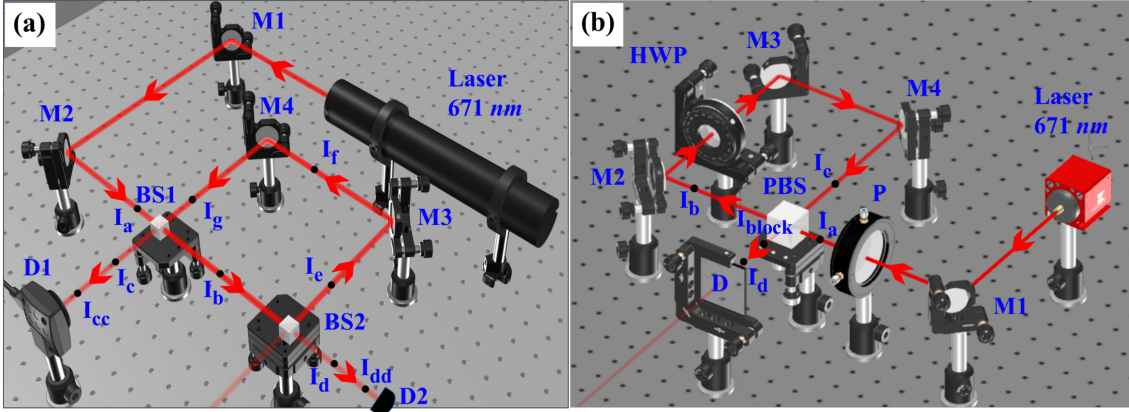 (a)
M1
Laser
671 nm
M4
M2
I_f
BS1
I_a
I_g
M3
D1
I_c
I_b
I_e
I_cc
BS2
I_d
I_dd
D2
(b)
M3
HWP
M4
Laser
671 nm
I_c
M2
PBS
P
I_b
I_block
I_a
I_d
D
M1